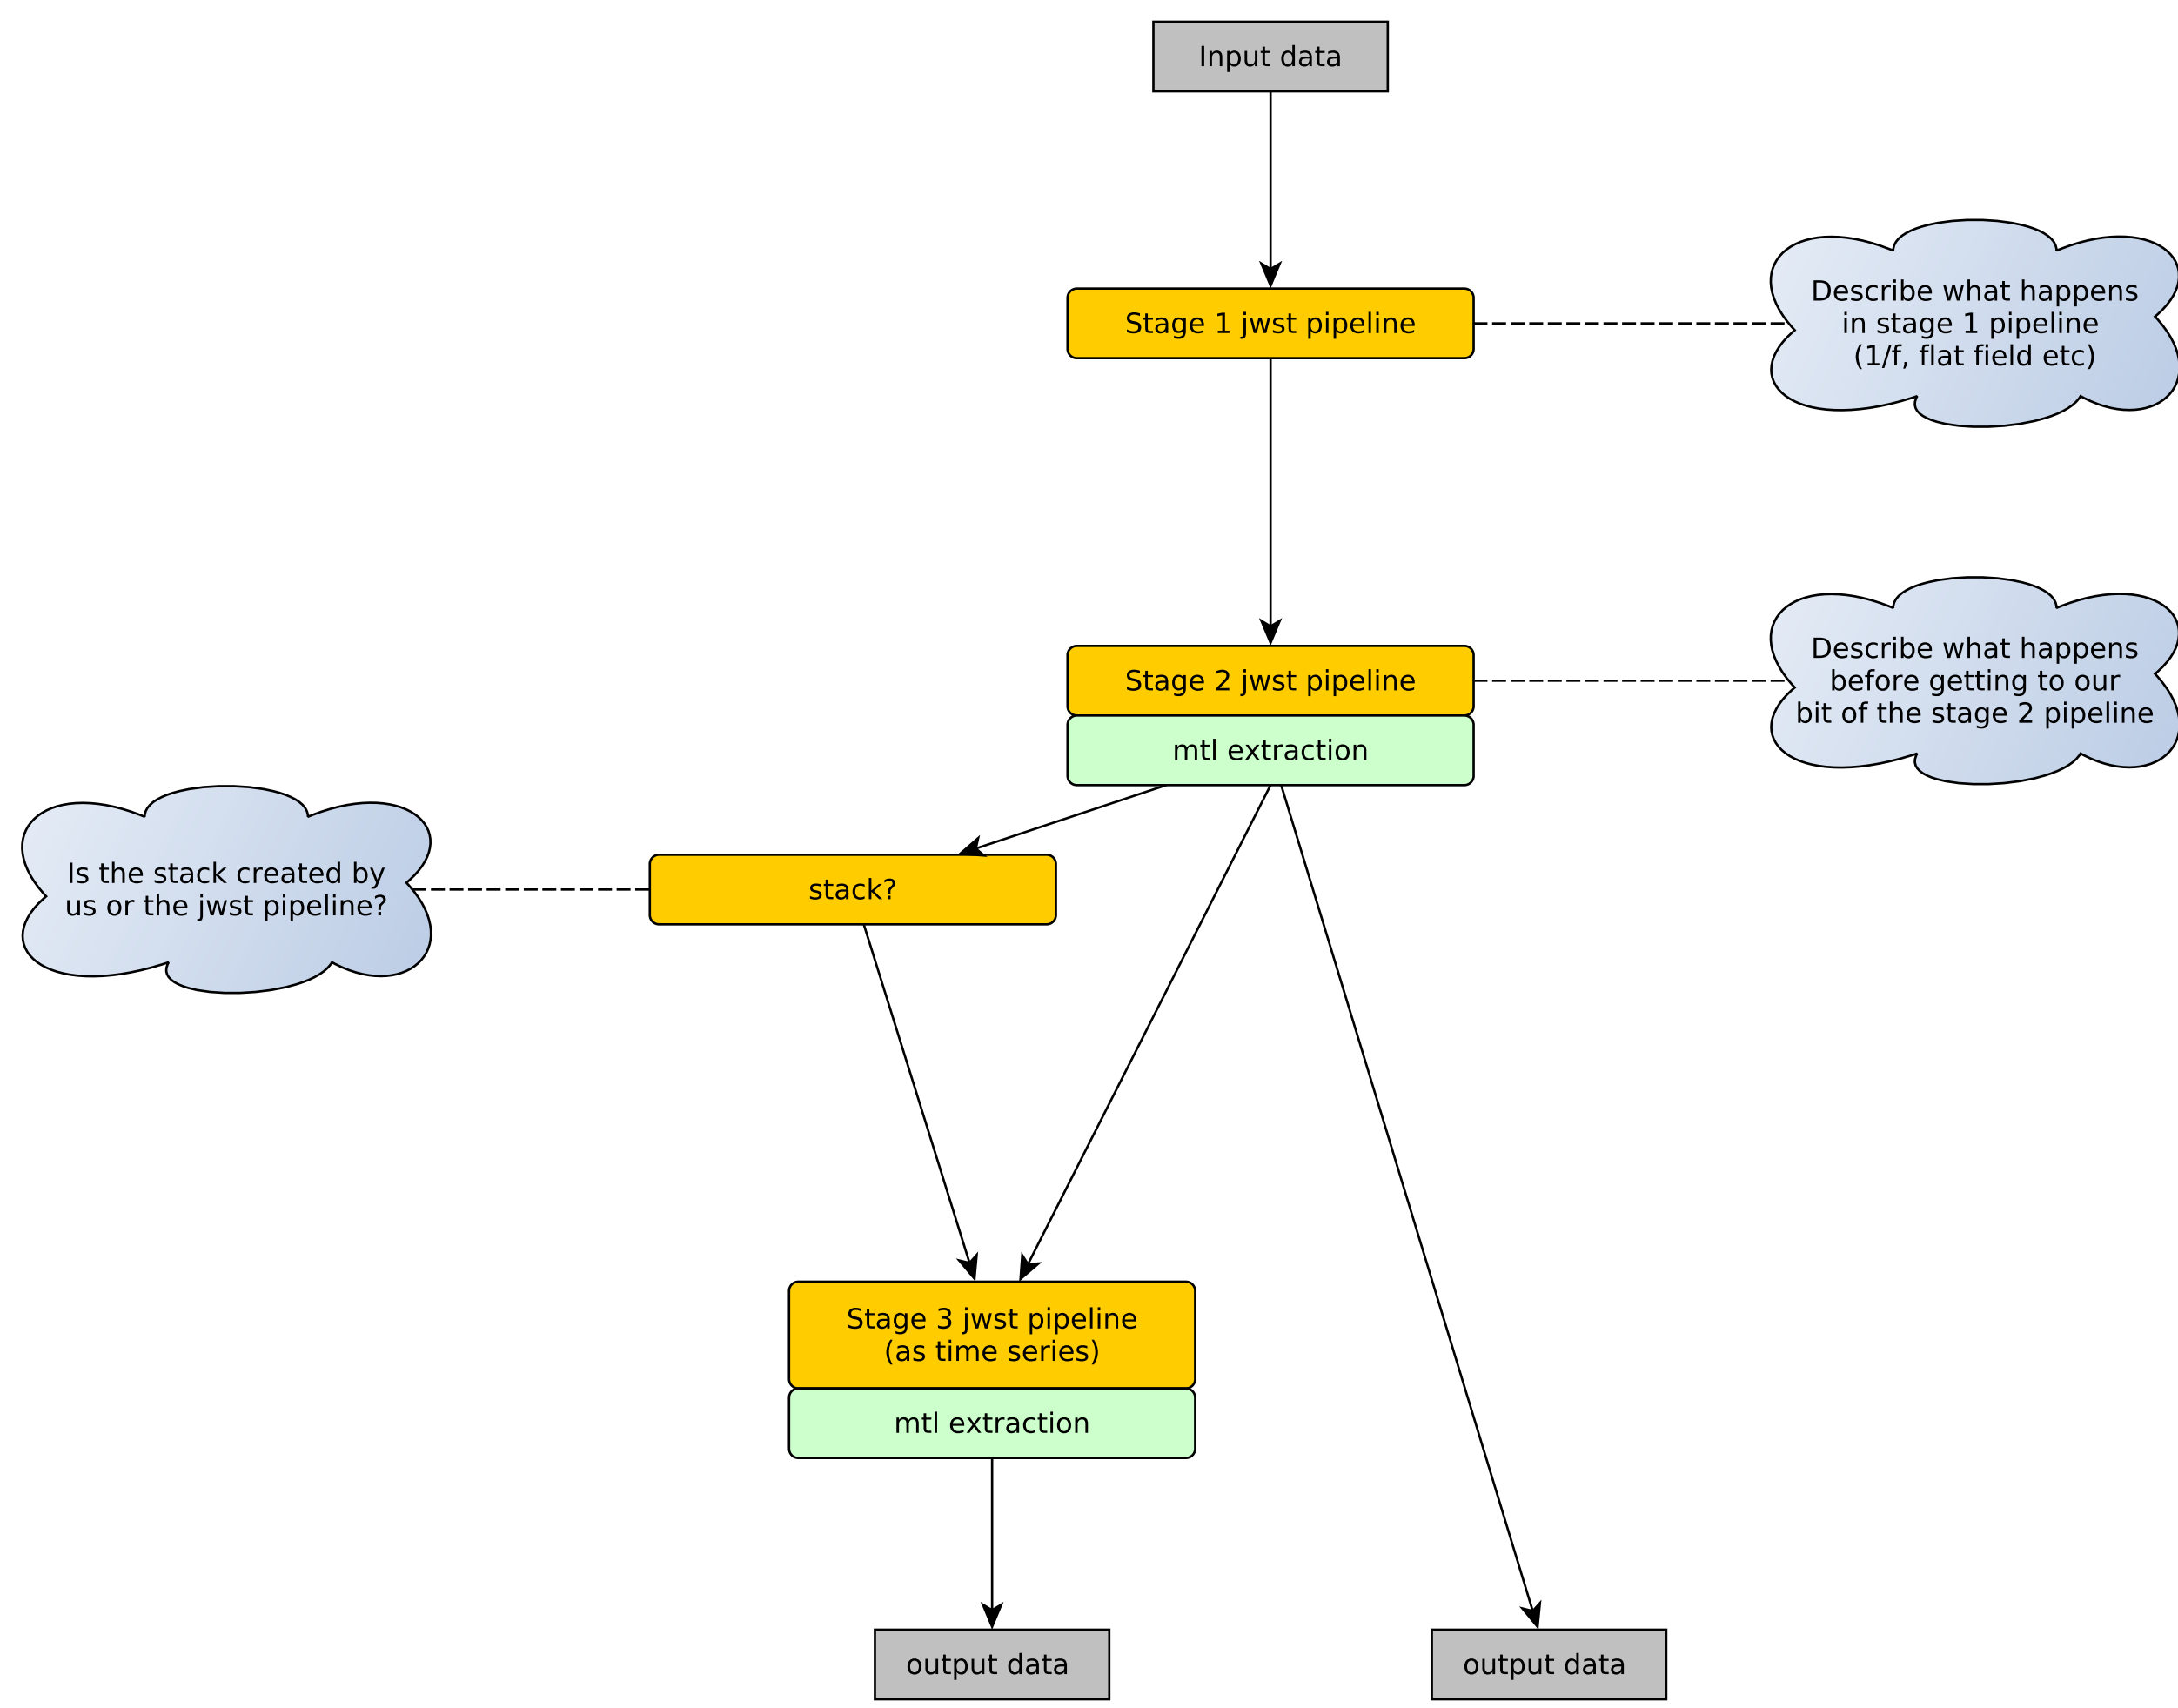 Input data
Stage 1 jwst pipeline
Describe what happens
in stage 1 pipeline
(1/f, flat field etc)
Stage 2 jwst pipeline
Describe what happens
before getting to our
bit of the stage 2 pipeline
mtl extraction
Is the stack created by
us or the jwst pipeline?
stack?
Stage 3 jwst pipeline
(as time series)
mtl extraction
output data
output data